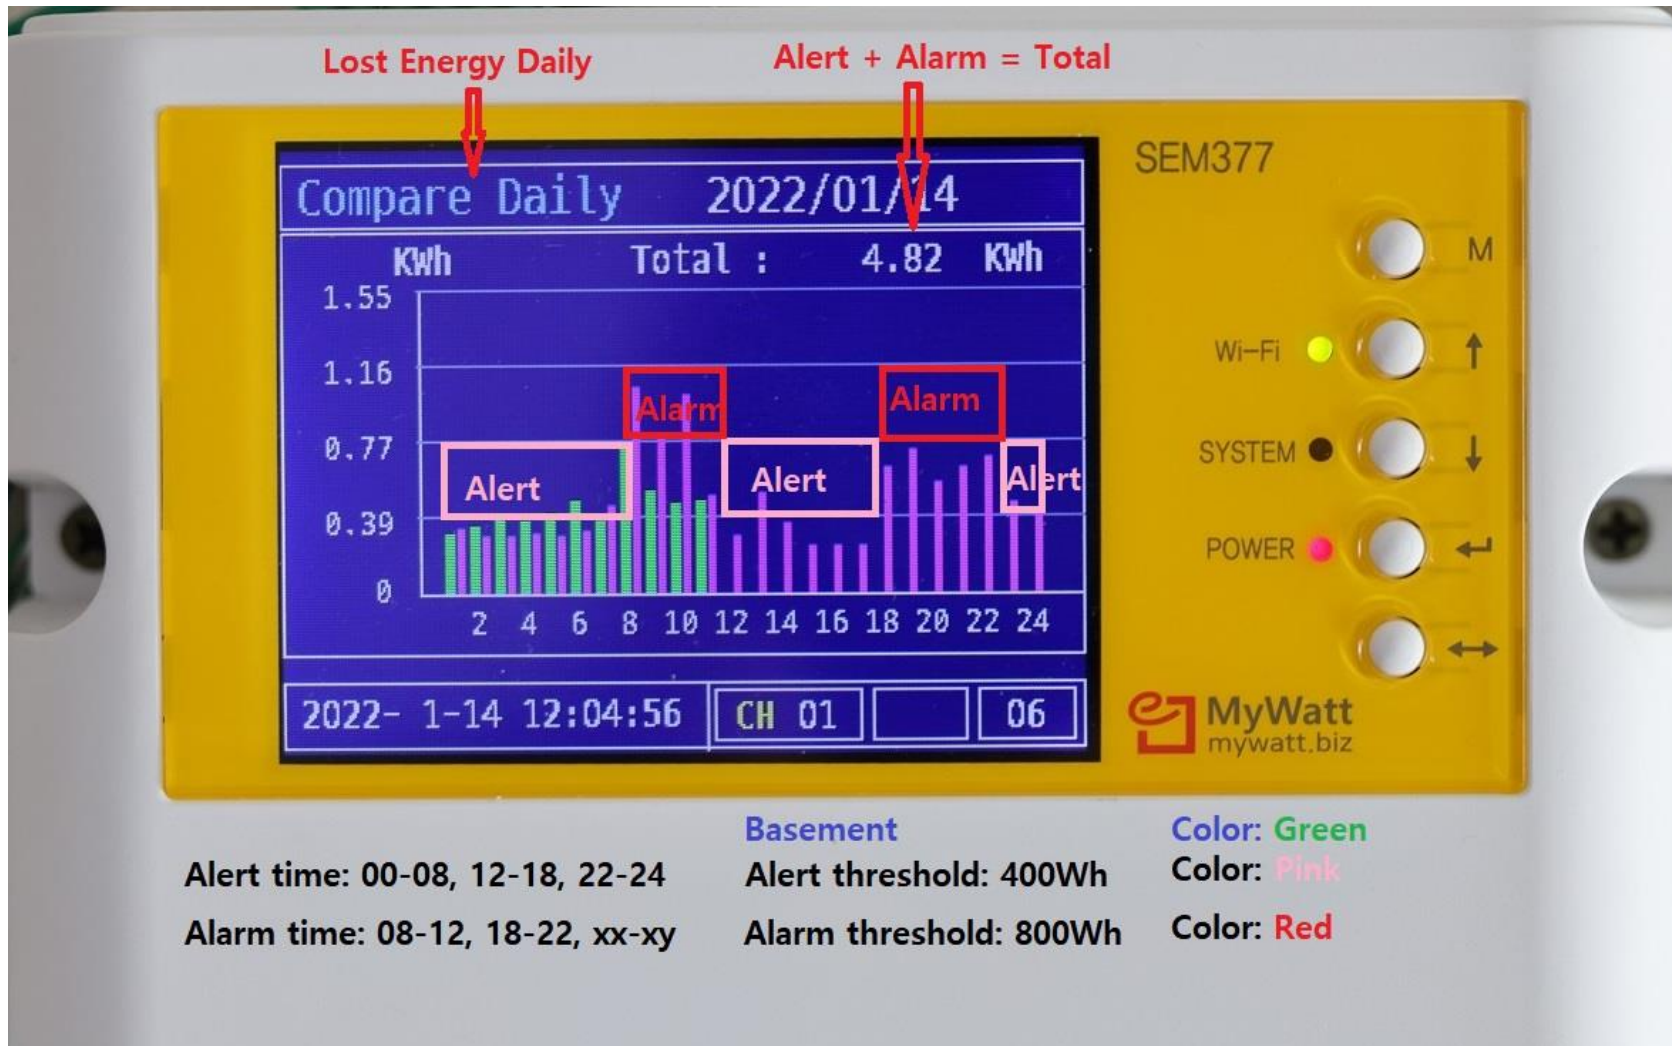 Lost Energy Daily
Alert + Alarm = Total
SEM377
Compare Daily 2022/01/14
KWh Total : 4.82 KWh
1.55
1.16
0.77
0.39
0
Alarm
Alarm
Alert
Alert
Alert
2 4 6 8 10 12 14 16 18 20 22 24
2022- 1-14 12:04:56 CH 01 06
M
Wi-Fi
SYSTEM
POWER
MyWatt
mywatt.biz
Basement Color: Green
Alert time: 00-08, 12-18, 22-24 Alert threshold: 400Wh Color: Pink
Alarm time: 08-12, 18-22, xx-xy Alarm threshold: 800Wh Color: Red